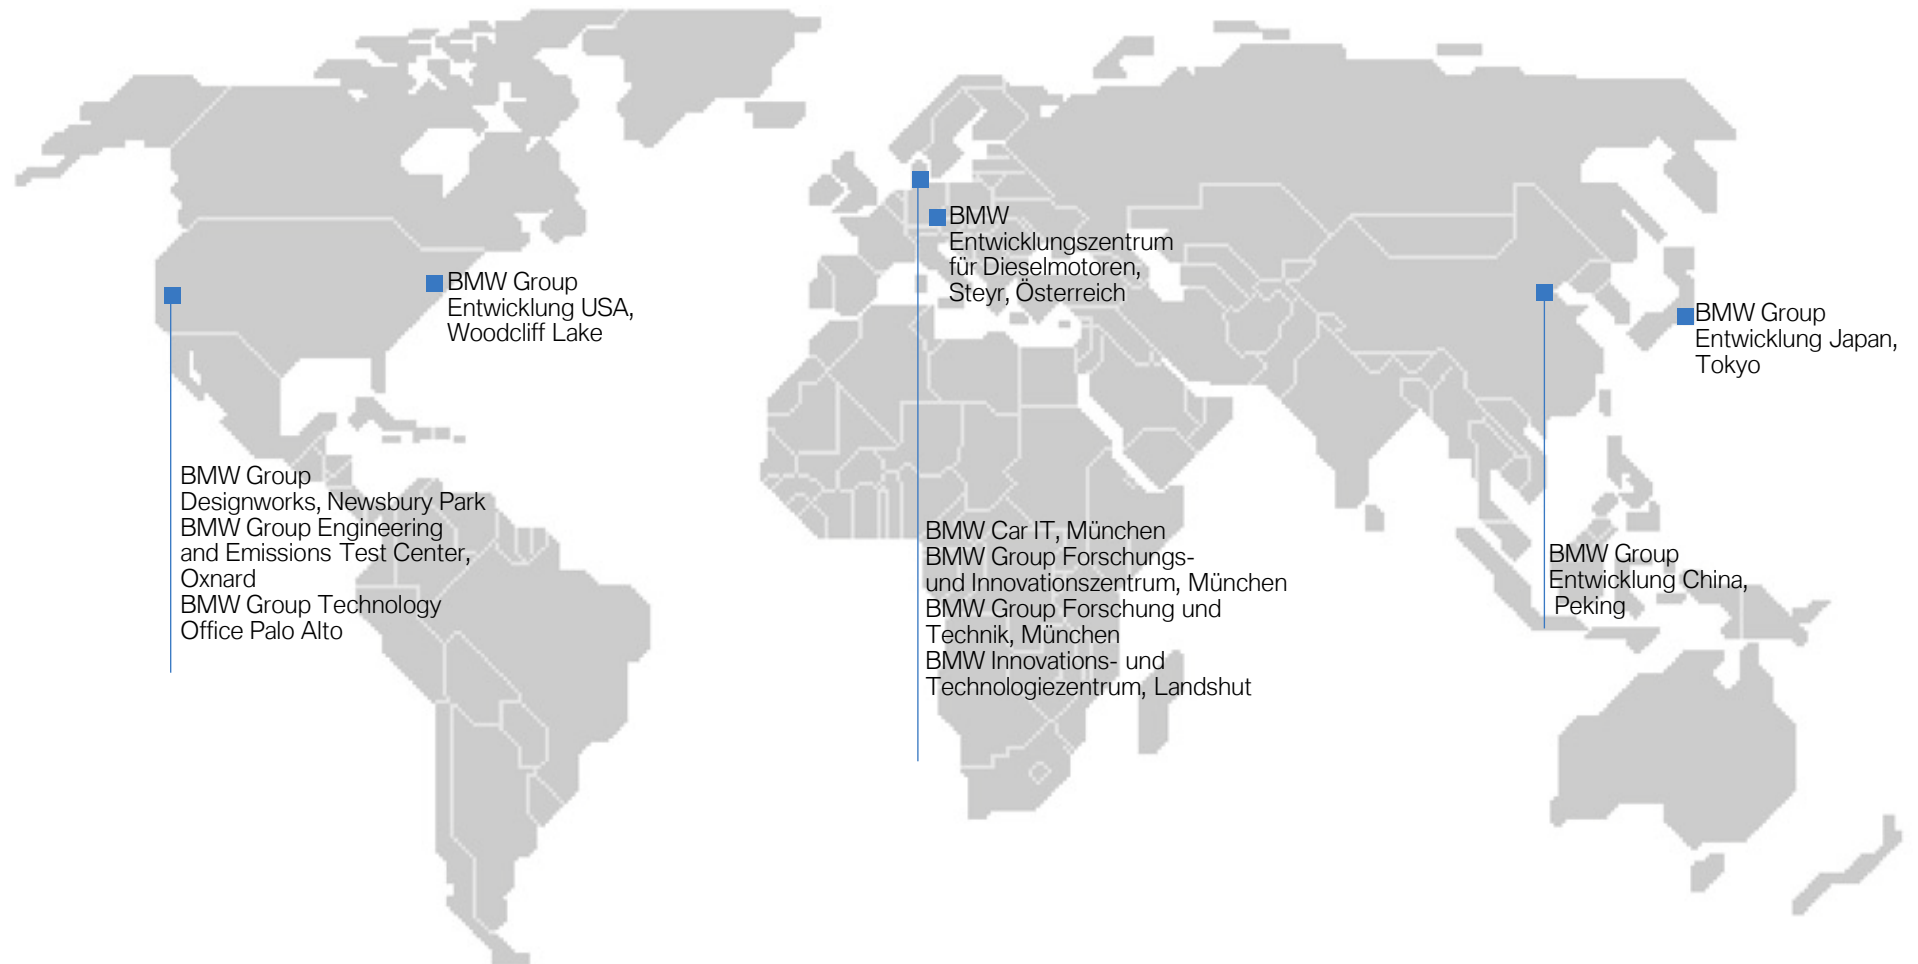 BMW Group
Entwicklung USA,
Woodcliff Lake
BMW Group
Designworks, Newsbury Park
BMW Group Engineering
and Emissions Test Center,
Oxnard
BMW Group Technology
Office Palo Alto
BMW
Entwicklungszentrum
für Dieselmotoren,
Steyr, Österreich
BMW Car IT, München
BMW Group Forschungs-
und Innovationszentrum, München
BMW Group Forschung und
Technik, München
BMW Innovations- und
Technologiezentrum, Landshut
BMW Group
Entwicklung Japan,
Tokyo
BMW Group
Entwicklung China,
Peking